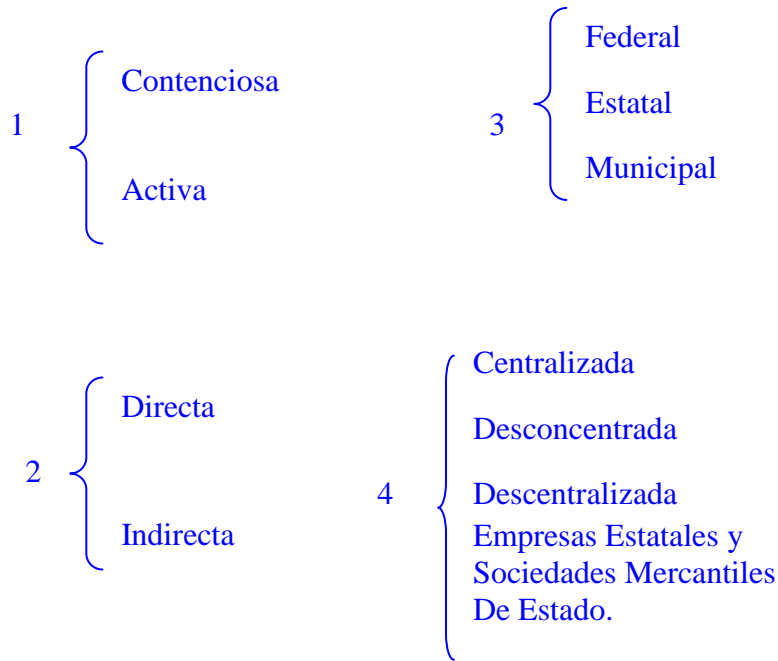 1
Contenciosa
Activa
3
Federal
Estatal
Municipal
2
Directa
Indirecta
4
Centralizada
Desconcentrada
Descentralizada
Empresas Estatales y
Sociedades Mercantiles
De Estado.